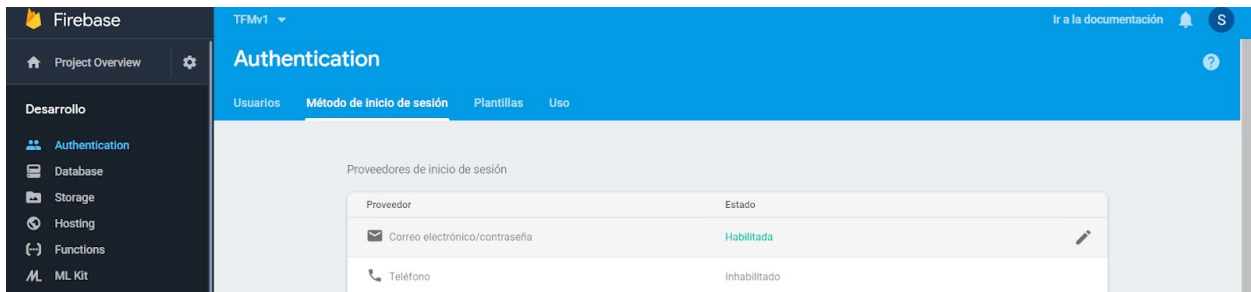 Firebase
TFMv1
Ir a la documentación
S
Project Overview
Authentication
Usuarios Método de inicio de sesión Plantillas Uso
Desarrollo
Authentication
Database
Storage
Hosting
Functions
ML Kit
Proveedores de inicio de sesión
Proveedor Estado
Correo electrónico/contraseña Habilitada
Teléfono Inhabilitado